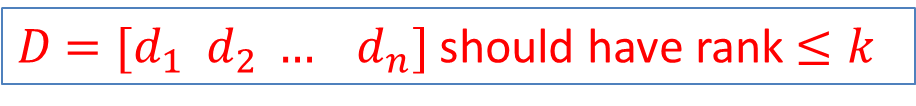 D = [d₁ d₂ … dₙ] should have rank ≤ k